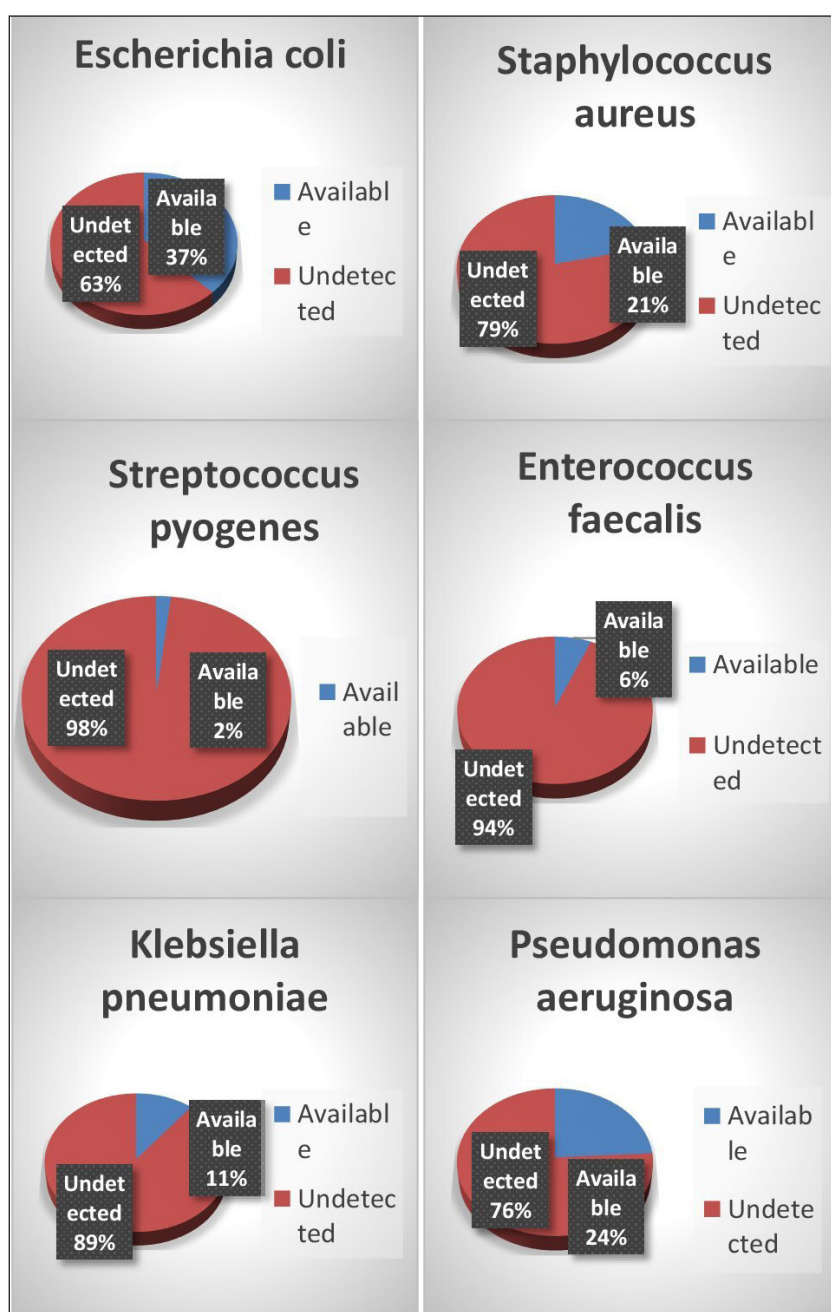 Escherichia coli
Undet
ected
63%
Availa
ble
37%
Availabl
e
Undetec
ted
Staphylococcus
aureus
Undet
ected
79%
Availa
ble
21%
Availabl
e
Undetec
ted
Streptococcus
pyogenes
Undet
ected
98%
Availa
ble
2%
Avail
able
Enterococcus
faecalis
Availa
ble
6%
Undet
ected
94%
Available
Undetect
ed
Klebsiella
pneumoniae
Undet
ected
89%
Availa
ble
11%
Availabl
e
Undetec
ted
Pseudomonas
aeruginosa
Undet
ected
76%
Availa
ble
24%
Availab
le
Undete
cted